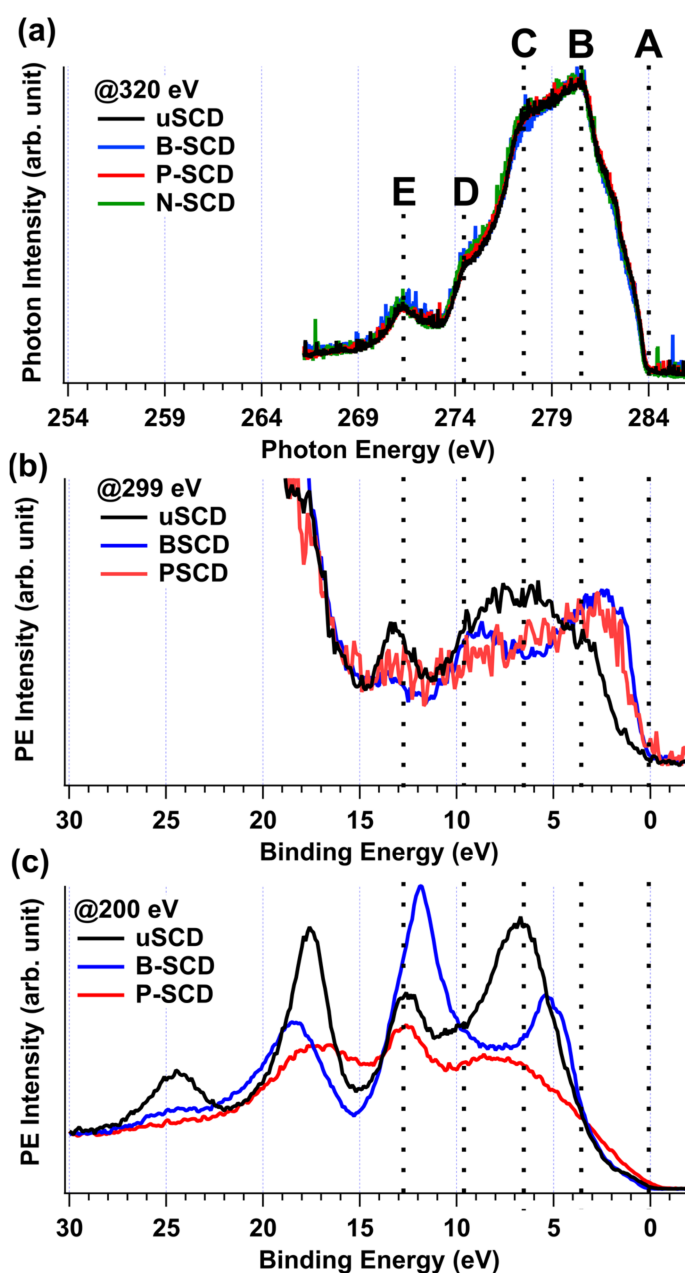 (a)
C B A
@320 eV
uSCD
B-SCD
P-SCD
N-SCD
E D
Photon Intensity (arb. unit)
254 259 264 269 274 279 284
Photon Energy (eV)
(b)
@299 eV
uSCD
BSCD
PSCD
PE Intensity (arb. unit)
30 25 20 15 10 5 0
Binding Energy (eV)
(c)
@200 eV
uSCD
B-SCD
P-SCD
PE Intensity (arb. unit)
30 25 20 15 10 5 0
Binding Energy (eV)